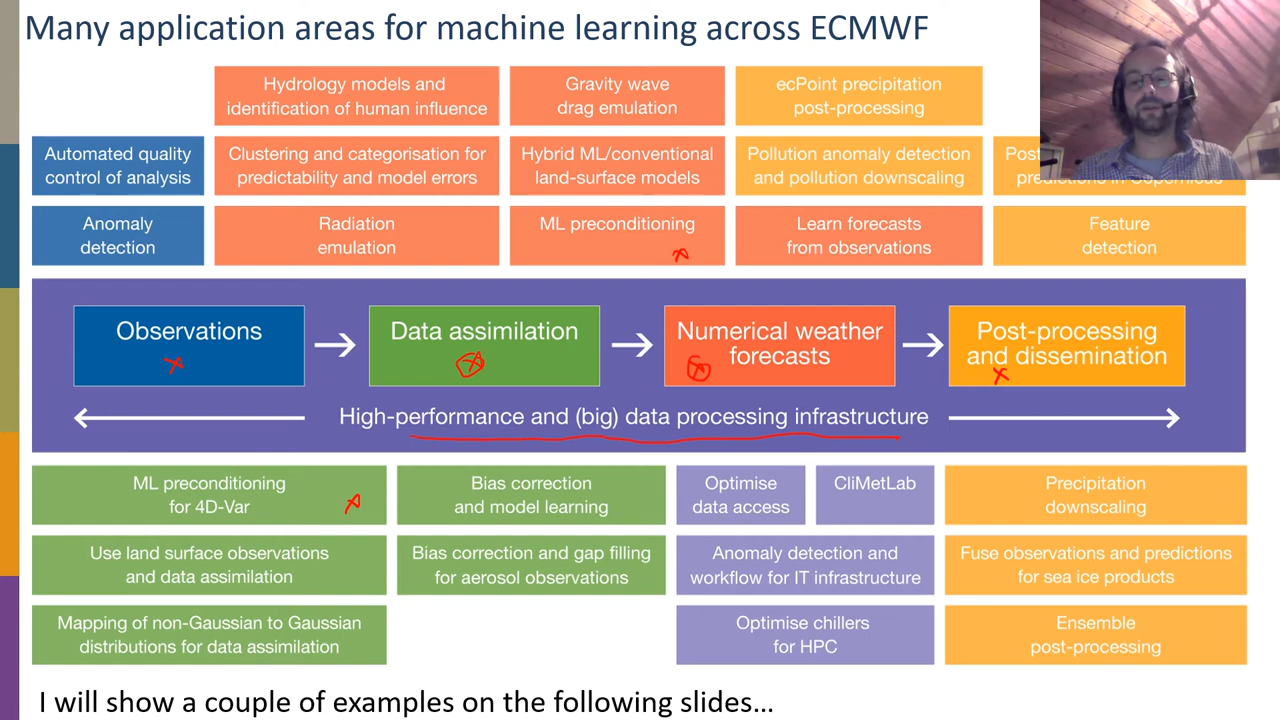 Many application areas for machine learning across ECMWF
Hydrology models and
identification of human influence
Gravity wave
drag emulation
ecPoint precipitation
post-processing
Automated quality
control of analysis
Clustering and categorisation for
predictability and model errors
Hybrid ML/conventional
land-surface models
Pollution anomaly detection
and pollution downscaling
Anomaly
detection
Radiation
emulation
ML preconditioning
Learn forecasts
from observations
Feature
detection
Observations
Data assimilation
Numerical weather
forecasts
Post-processing
and dissemination
High-performance and (big) data processing infrastructure
ML preconditioning
for 4D-Var
Bias correction
and model learning
Optimise
data access
CliMetLab
Precipitation
downscaling
Use land surface observations
and data assimilation
Bias correction and gap filling
for aerosol observations
Anomaly detection and
workflow for IT infrastructure
Fuse observations and predictions
for sea ice products
Mapping of non-Gaussian to Gaussian
distributions for data assimilation
Optimise chillers
for HPC
Ensemble
post-processing
I will show a couple of examples on the following slides...